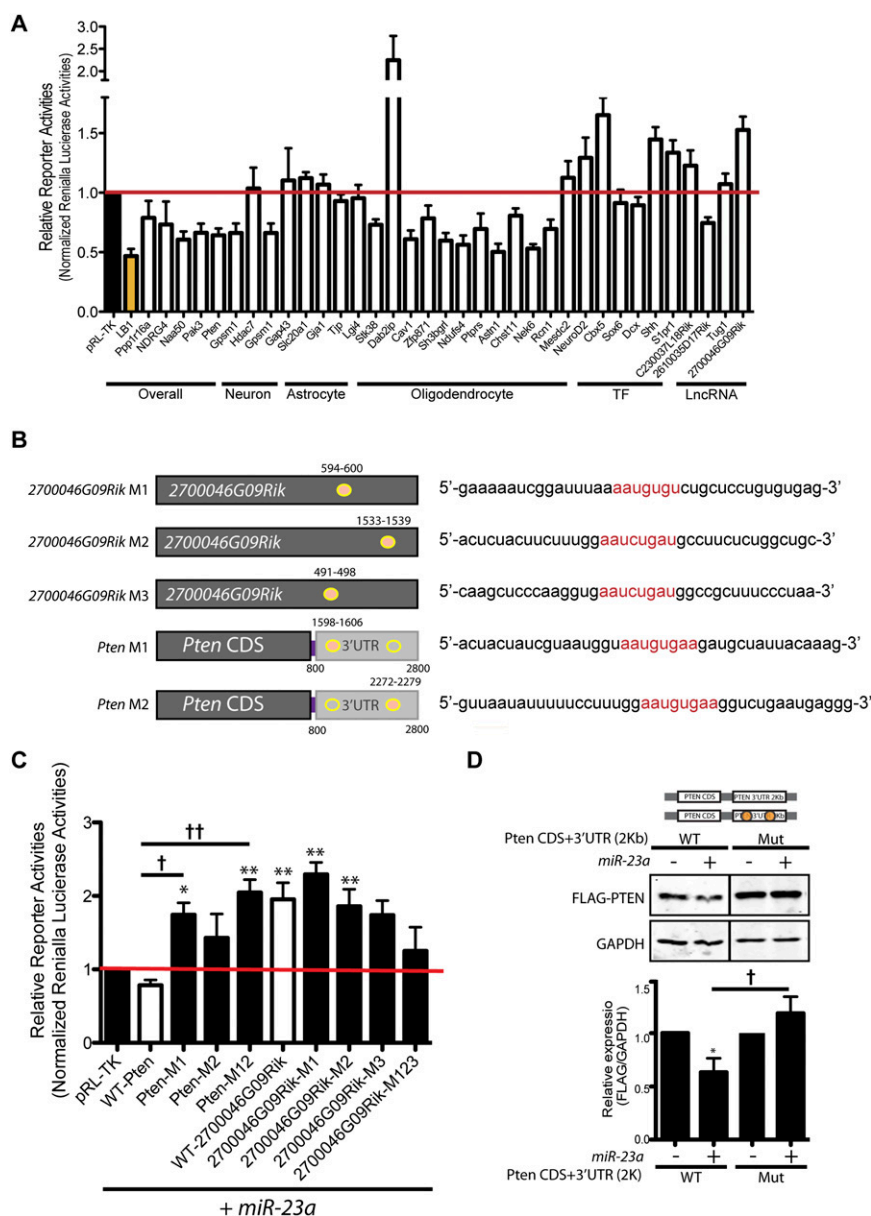 A
Relative Reporter Activities
(Normalized Renialla Lucierase Activities)
3.0
2.5
2.0
1.5
1.0
0.5
0.0
pRL-TK
LB1
Ppp1r16a
NDRG4
Naa50
Pak3
Pten
Gpsm1
Hdac7
Gpsm1
Gap43
Slc20a1
Gja1
Tjp
Lgi4
Stk38
Dab2ip
Cav1
Zfp871
Sh3bgrl
Ndufs4
Ptprs
Astn1
Chst11
Nek6
Rcn1
Mesdc2
NeuroD2
Cbx5
Sox6
Dcx
Shh
S1pr1
C230037L18Rik
2610035D17Rik
Tug1
2700046G09Rik
Overall
Neuron
Astrocyte
Oligodendrocyte
TF
LncRNA
B
594-600
2700046G09Rik M1
2700046G09Rik
5'-gaaaaaucggauuuaaaaugugucugcuccugugugag-3'
1533-1539
2700046G09Rik M2
2700046G09Rik
5'-acucuacuucuuuggaaucugaugccuucucuggcugc-3'
491-498
2700046G09Rik M3
2700046G09Rik
5'-caagcucccaaggugaaucugauggccgcuuucccuaa-3'
1598-1606
Pten M1
Pten CDS
3'UTR
800
2800
5'-acuacuaucguaaugguaaugugaagaugcuauuacaaag-3'
2272-2279
Pten M2
Pten CDS
3'UTR
800
2800
5'-guuaauauuuuuccuuuggaaugugaaggucugaaugaggg-3'
C
Relative Reporter Activities
(Normalized Renialla Lucierase Activities)
3
2
1
0
†
††
*
**
**
**
**
pRL-TK
WT-Pten
Pten-M1
Pten-M2
Pten-M12
WT-2700046G09Rik
2700046G09Rik-M1
2700046G09Rik-M2
2700046G09Rik-M3
2700046G09Rik-M123
+ miR-23a
D
PTEN CDS
PTEN 3'UTR 2Kb
PTEN CDS
Pten CDS+3'UTR (2Kb)
WT
Mut
miR-23a
- + - +
FLAG-PTEN
GAPDH
Relative expressio
(FLAG/GAPDH)
1.5
1.0
0.5
0.0
†
*
miR-23a
- + - +
Pten CDS+3'UTR (2K)
WT
Mut